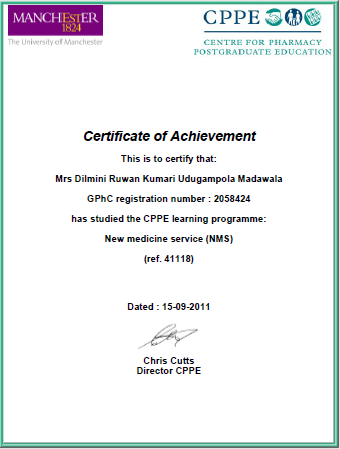 MANCHESTER
1824
The University of Manchester
CPPE
CENTRE FOR PHARMACY
POSTGRADUATE EDUCATION
Certificate of Achievement
This is to certify that:
Mrs Dilmini Ruwan Kumari Udugampola Madawala
GPhC registration number : 2058424
has studied the CPPE learning programme:
New medicine service (NMS)
(ref. 41118)
Dated : 15-09-2011
Chris Cutts
Director CPPE